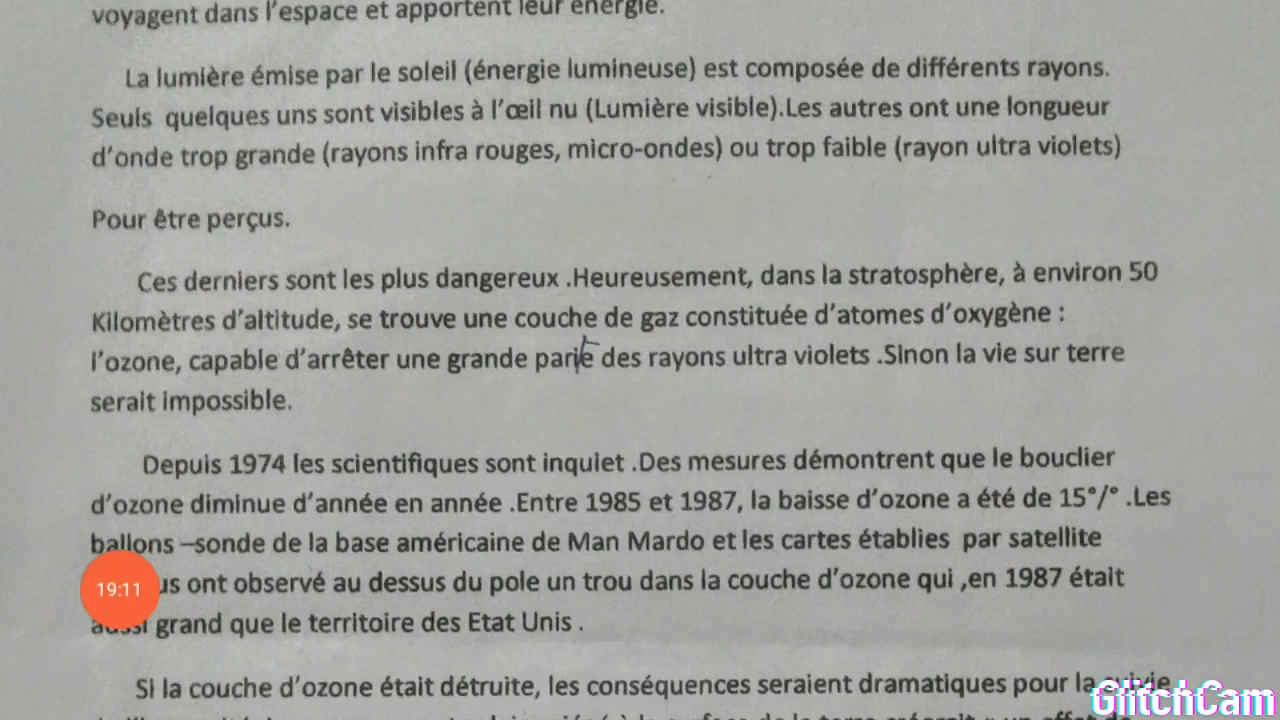 voyagent dans l'espace et apportent leur énergie.
La lumière émise par le soleil (énergie lumineuse) est composée de différents rayons.
Seuls quelques uns sont visibles à l'œil nu (Lumière visible).Les autres ont une longueur
d'onde trop grande (rayons infra rouges, micro-ondes) ou trop faible (rayon ultra violets)
Pour être perçus.
Ces derniers sont les plus dangereux .Heureusement, dans la stratosphère, à environ 50
Kilomètres d'altitude, se trouve une couche de gaz constituée d'atomes d'oxygène :
l'ozone, capable d'arrêter une grande partie des rayons ultra violets .Sinon la vie sur terre
serait impossible.
Depuis 1974 les scientifiques sont inquiet .Des mesures démontrent que le bouclier
d'ozone diminue d'année en année .Entre 1985 et 1987, la baisse d'ozone a été de 15°/° .Les
ballons –sonde de la base américaine de Man Mardo et les cartes établies par satellite
ont observé au dessus du pole un trou dans la couche d'ozone qui ,en 1987 était
aussi grand que le territoire des Etat Unis .
Si la couche d'ozone était détruite, les conséquences seraient dramatiques pour la
19:11
GlitchCam